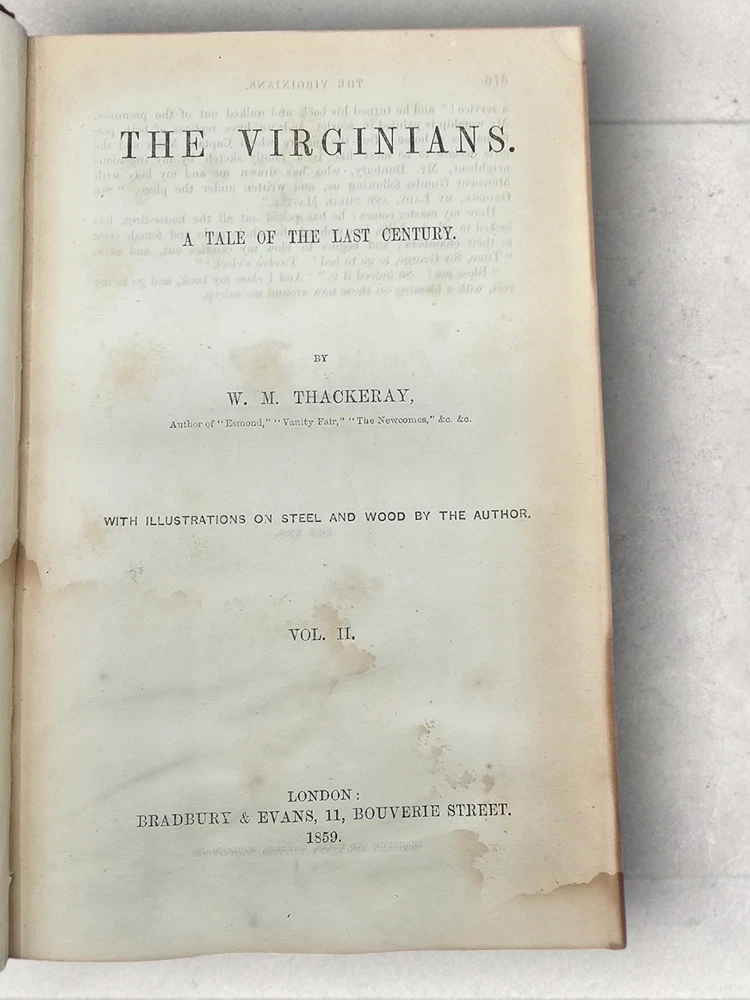 THE VIRGINIANS.
A TALE OF THE LAST CENTURY.
BY
W. M. THACKERAY,
Author of "Esmond," "Vanity Fair," "The Newcomes," &c. &c.
WITH ILLUSTRATIONS ON STEEL AND WOOD BY THE AUTHOR.
VOL. II.
LONDON:
BRADBURY & EVANS, 11, BOUVERIE STREET.
1859.